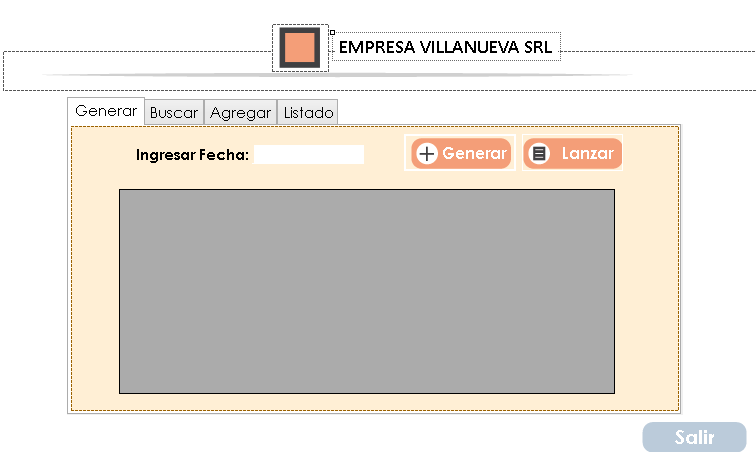 EMPRESA VILLANUEVA SRL
Generar Buscar Agregar Listado
Ingresar Fecha: Generar Lanzar
Salir